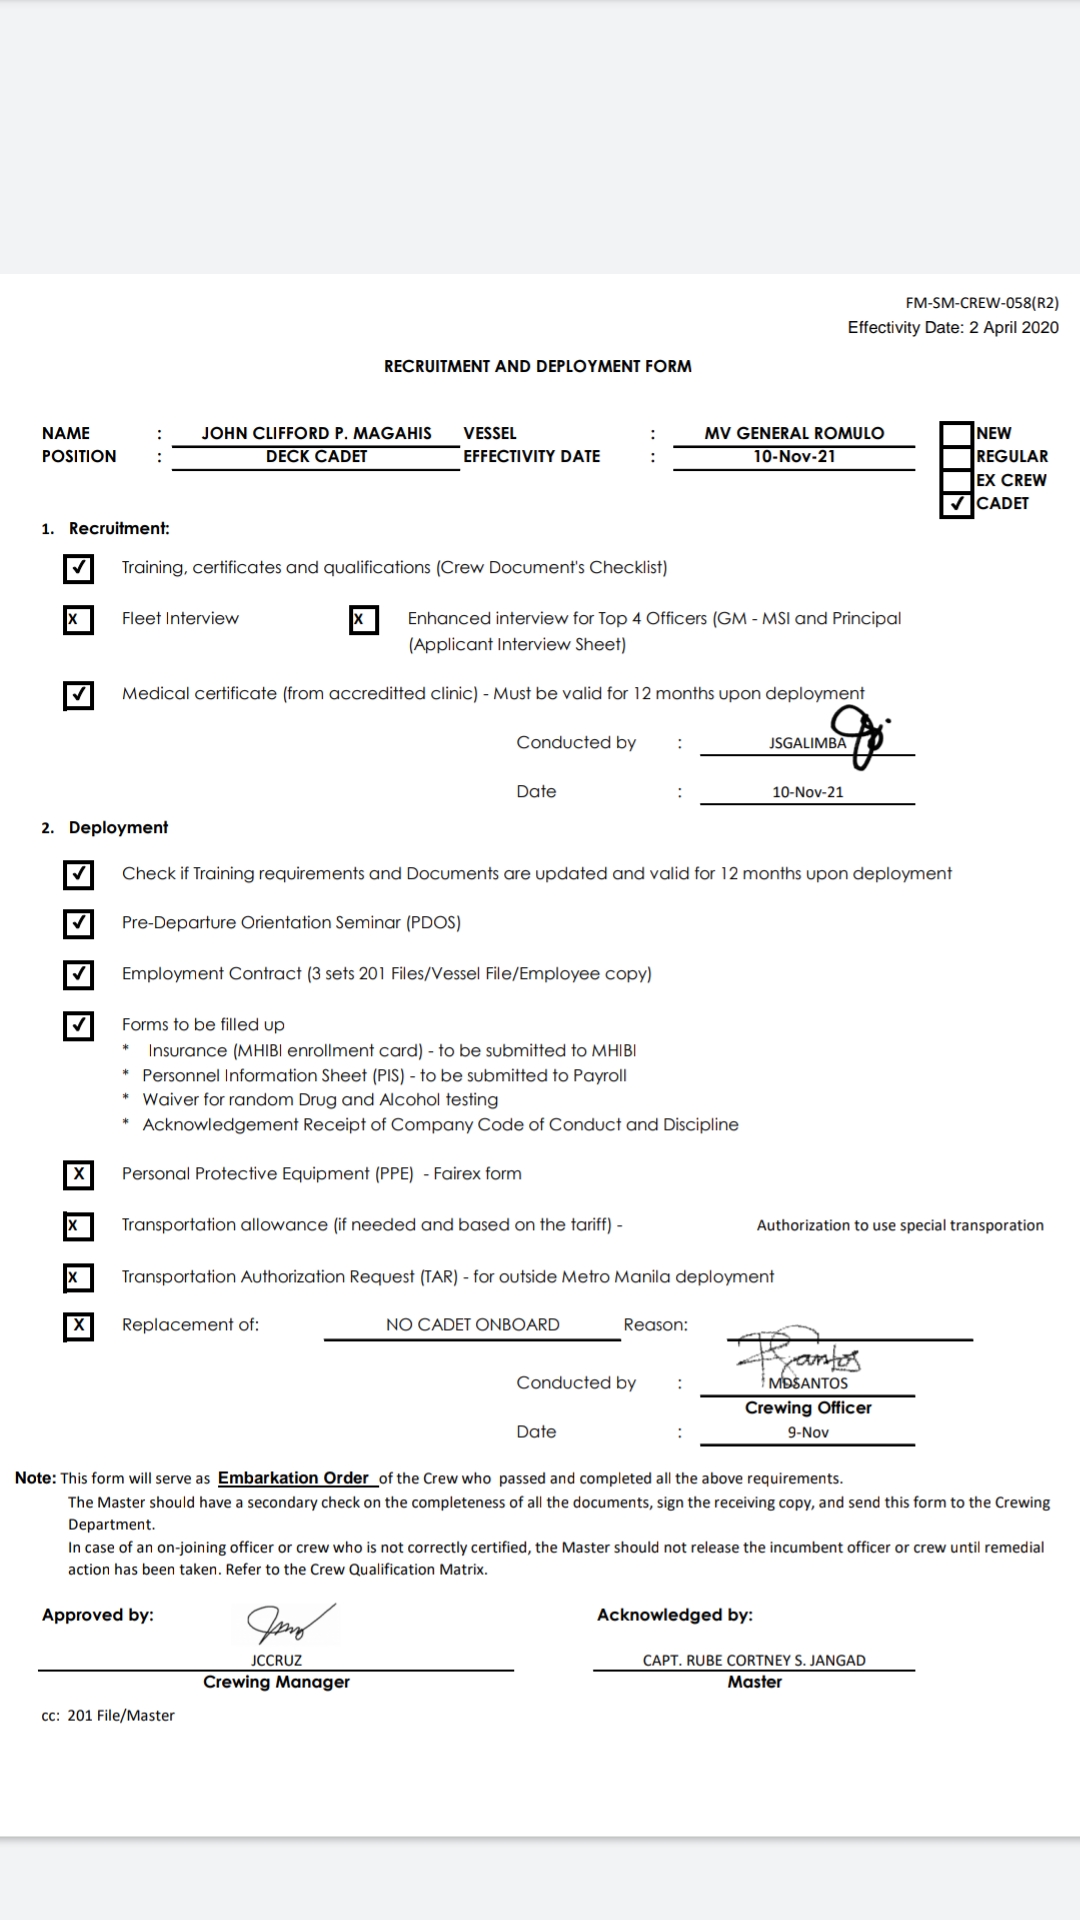 FM-SM-CREW-058(R2)
Effectivity Date: 2 April 2020
RECRUITMENT AND DEPLOYMENT FORM
NAME : JOHN CLIFFORD P. MAGAHIS VESSEL : MV GENERAL ROMULO NEW
POSITION : DECK CADET EFFECTIVITY DATE : 10-Nov-21 REGULAR
EX CREW
✓ CADET
1. Recruitment:
✓ Training, certificates and qualifications (Crew Document's Checklist)
X Fleet Interview X Enhanced interview for Top 4 Officers (GM - MSI and Principal
(Applicant Interview Sheet)
✓ Medical certificate (from accreditted clinic) - Must be valid for 12 months upon deployment
Conducted by : JSGALIMBA
Date : 10-Nov-21
2. Deployment
✓ Check if Training requirements and Documents are updated and valid for 12 months upon deployment
✓ Pre-Departure Orientation Seminar (PDOS)
✓ Employment Contract (3 sets 201 Files/Vessel File/Employee copy)
✓ Forms to be filled up
* Insurance (MHIBI enrollment card) - to be submitted to MHIBI
* Personnel Information Sheet (PIS) - to be submitted to Payroll
* Waiver for random Drug and Alcohol testing
* Acknowledgement Receipt of Company Code of Conduct and Discipline
X Personal Protective Equipment (PPE) - Fairex form
X Transportation allowance (if needed and based on the tariff) - Authorization to use special transporation
X Transportation Authorization Request (TAR) - for outside Metro Manila deployment
X Replacement of: NO CADET ONBOARD Reason:
Conducted by : MDSANTOS
Crewing Officer
Date : 9-Nov
Note: This form will serve as Embarkation Order of the Crew who passed and completed all the above requirements.
The Master should have a secondary check on the completeness of all the documents, sign the receiving copy, and send this form to the Crewing
Department.
In case of an on-joining officer or crew who is not correctly certified, the Master should not release the incumbent officer or crew until remedial
action has been taken. Refer to the Crew Qualification Matrix.
Approved by: Acknowledged by:
JCCRUZ CAPT. RUBE CORTNEY S. JANGAD
Crewing Manager Master
cc: 201 File/Master